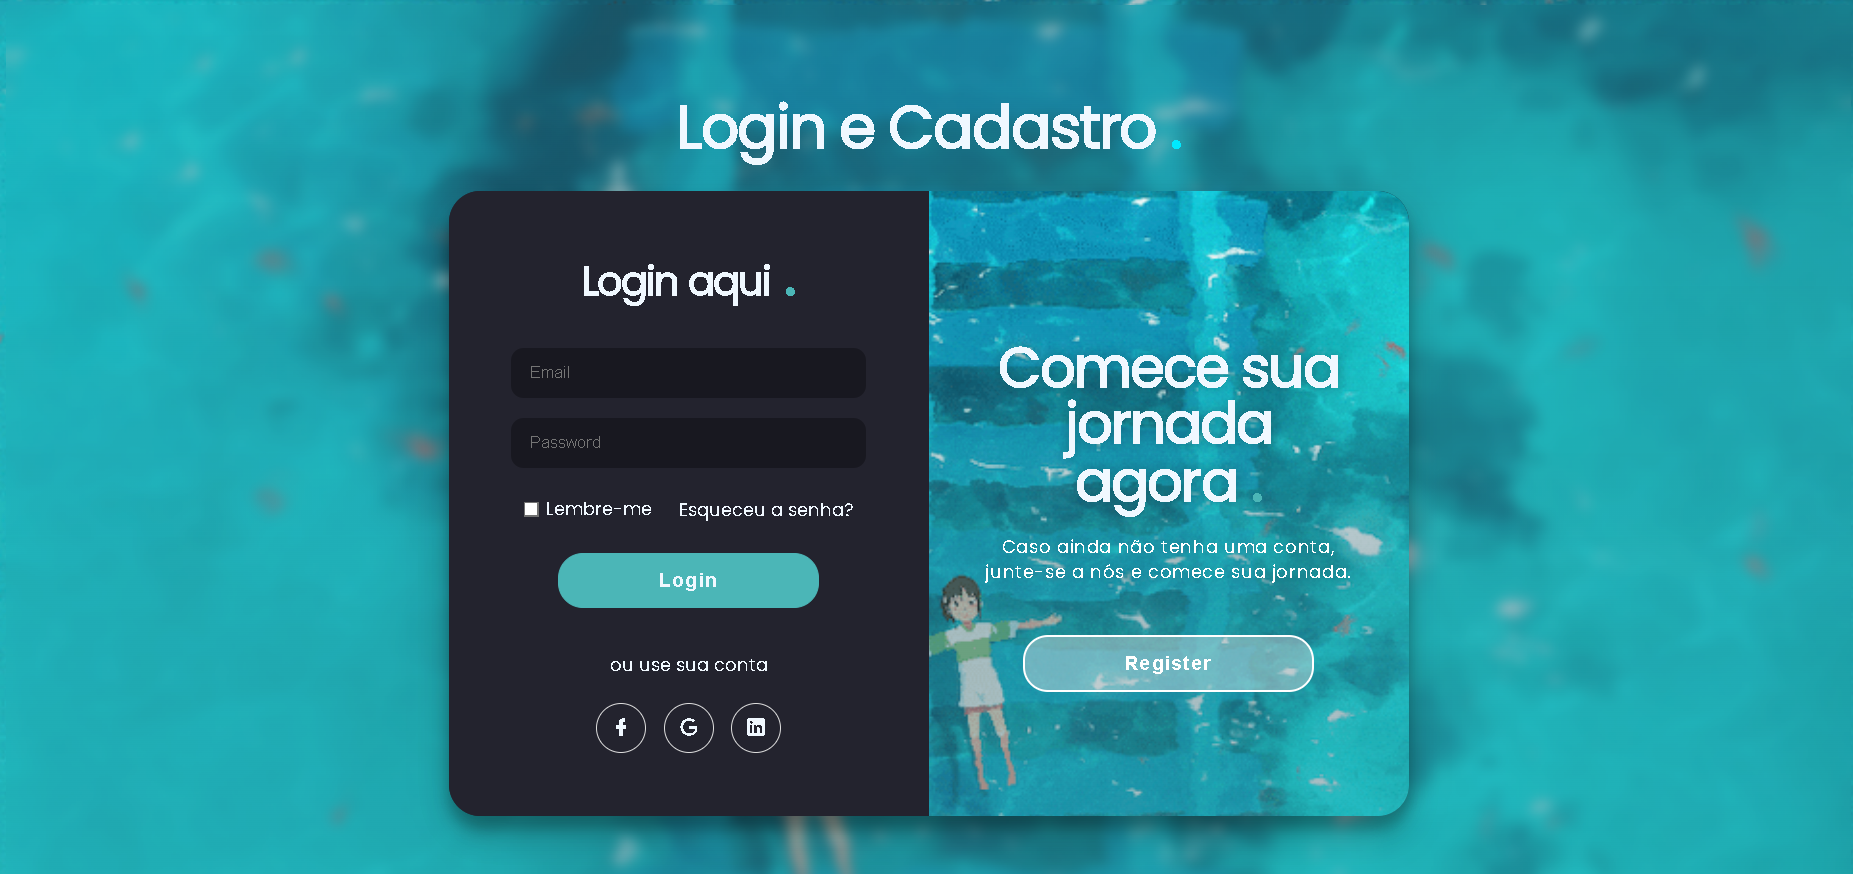 Login e Cadastro .
Login aqui .
Email
Password
Lembre-me Esqueceu a senha?
Login
ou use sua conta
Comece sua
jornada
agora .
Caso ainda não tenha uma conta,
junte-se a nós e comece sua jornada.
Register